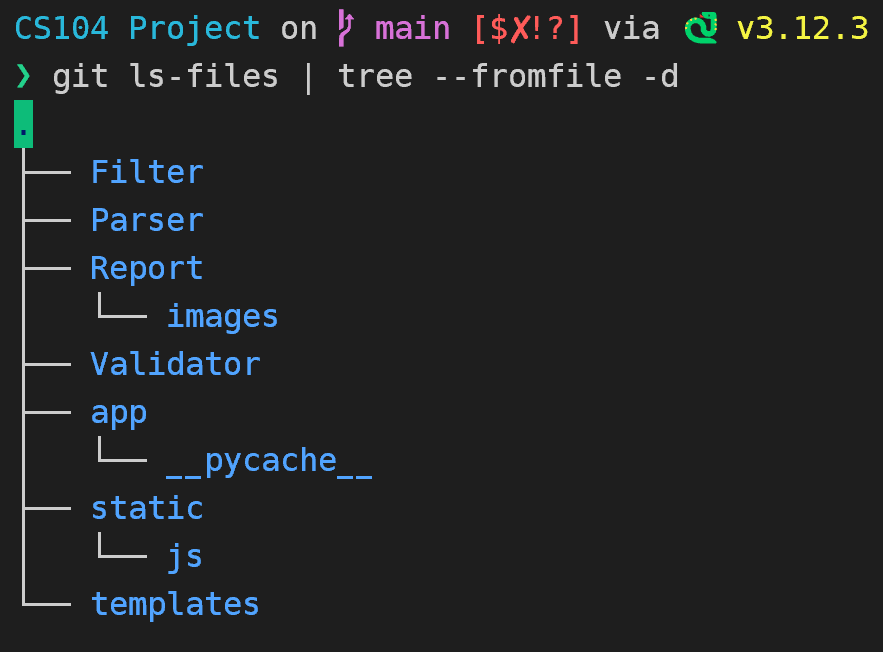 CS104 Project on main [$✘!?] via v3.12.3
❯ git ls-files | tree --fromfile -d
.
├── Filter
├── Parser
├── Report
│   └── images
├── Validator
├── app
│   └── __pycache__
├── static
│   └── js
└── templates